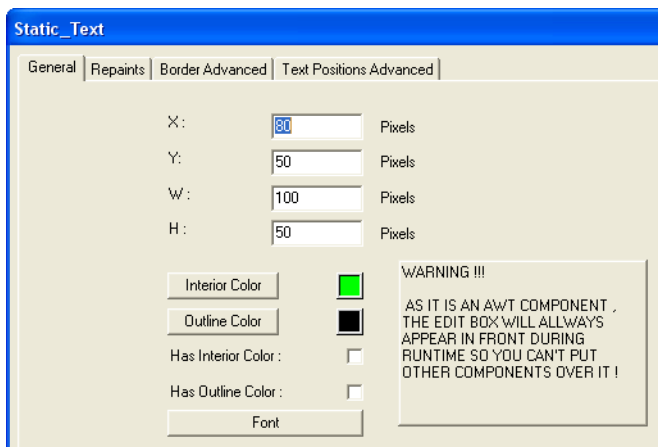 Static_Text
General Repaints Border Advanced Text Positions Advanced
X : 80 Pixels
Y: 50 Pixels
W : 100 Pixels
H : 50 Pixels
Interior Color
Outline Color
Has Interior Color :
Has Outline Color :
Font
WARNING !!!
AS IT IS AN AWT COMPONENT ,
THE EDIT BOX WILL ALLWAYS
APPEAR IN FRONT DURING
RUNTIME SO YOU CAN'T PUT
OTHER COMPONENTS OVER IT !